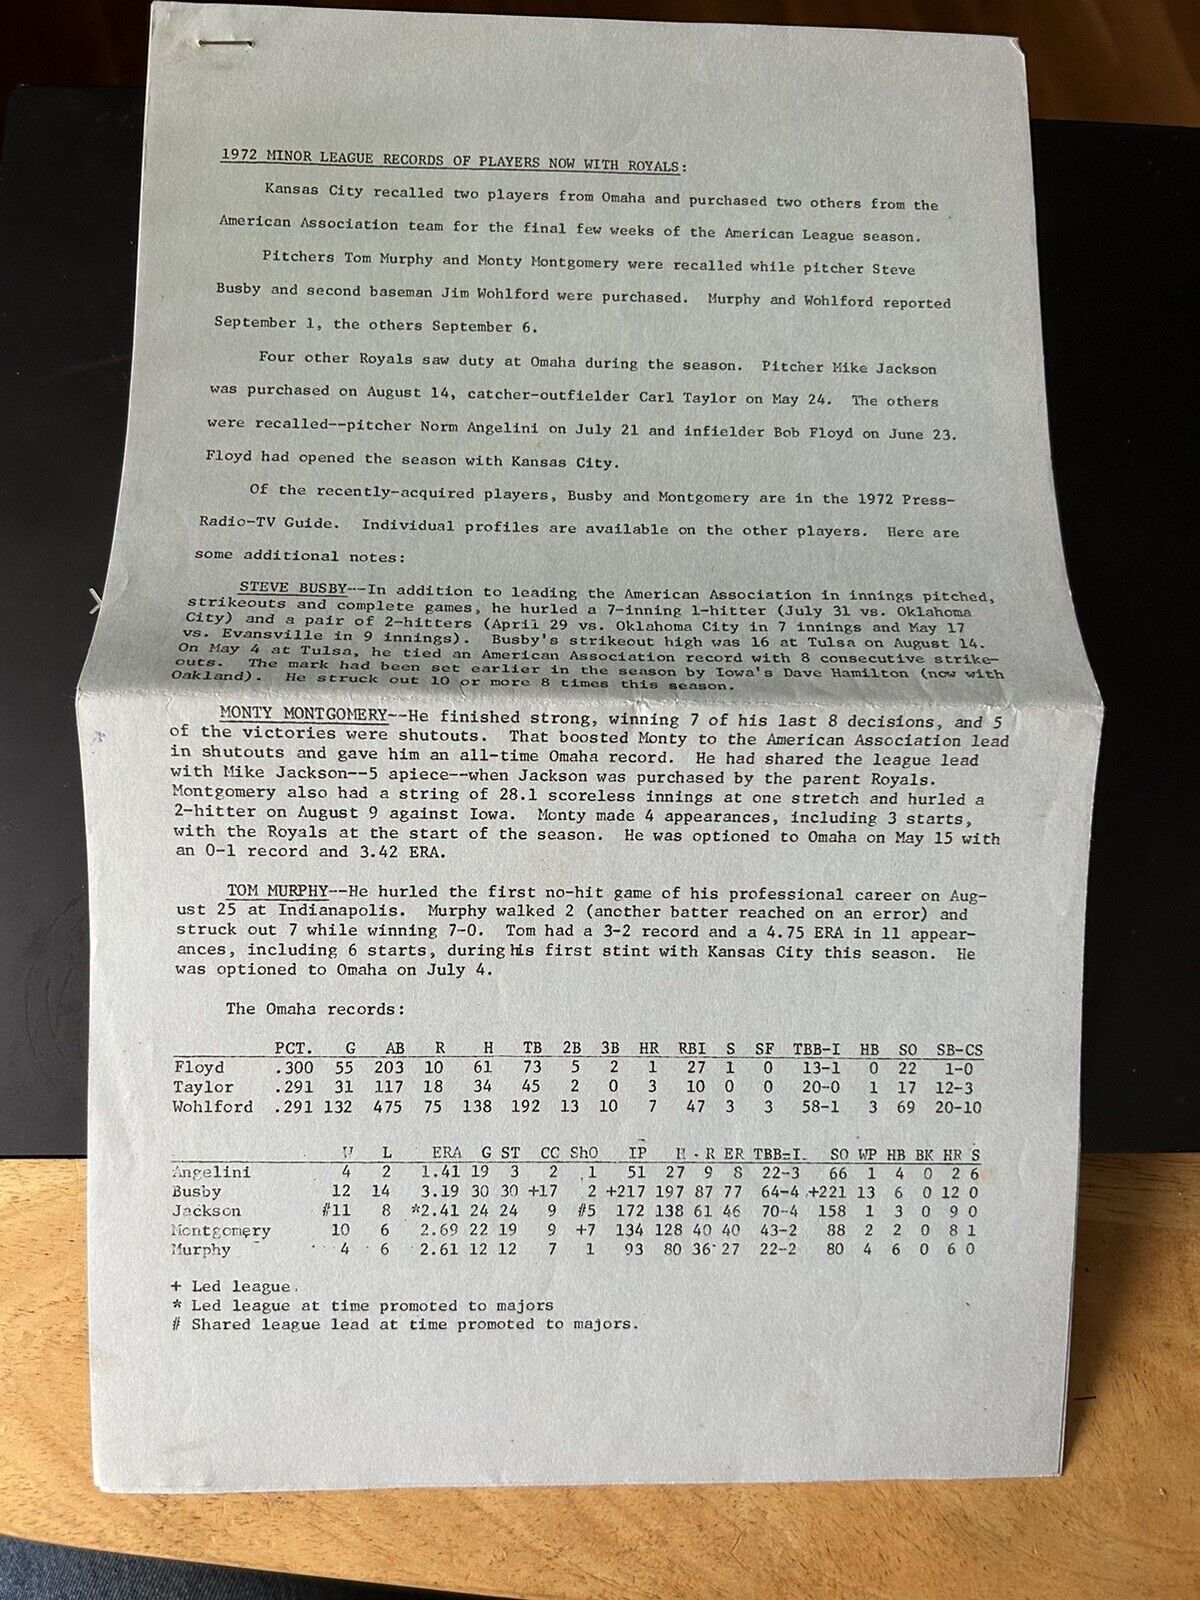 1972 MINOR LEAGUE RECORDS OF PLAYERS NOW WITH ROYALS:
Kansas City recalled two players from Omaha and purchased two others from the
American Association team for the final few weeks of the American League season.
Pitchers Tom Murphy and Monty Montgomery were recalled while pitcher Steve
Busby and second baseman Jim Wohlford were purchased. Murphy and Wohlford reported
September 1, the others September 6.
Four other Royals saw duty at Omaha during the season. Pitcher Mike Jackson
was purchased on August 14, catcher-outfielder Carl Taylor on May 24. The others
were recalled--pitcher Norm Angelini on July 21 and infielder Bob Floyd on June 23.
Floyd had opened the season with Kansas City.
Of the recently-acquired players, Busby and Montgomery are in the 1972 Press-
Radio-TV Guide. Individual profiles are available on the other players. Here are
some additional notes:
STEVE BUSBY--In addition to leading the American Association in innings pitched,
strikeouts and complete games, he hurled a 7-inning 1-hitter (July 31 vs. Oklahoma
City) and a pair of 2-hitters (April 29 vs. Oklahoma City in 7 innings and May 17
vs. Evansville in 9 innings). Busby's strikeout high was 16 at Tulsa on August 14.
On May 4 at Tulsa, he tied an American Association record with 8 consecutive strike-
outs. The mark had been set earlier in the season by Iowa's Dave Hamilton (now with
Oakland). He struck out 10 or more 8 times this season.
MONTY MONTGOMERY--He finished strong, winning 7 of his last 8 decisions, and 5
of the victories were shutouts. That boosted Monty to the American Association lead
in shutouts and gave him an all-time Omaha record. He had shared the league lead
with Mike Jackson--5 apiece--when Jackson was purchased by the parent Royals.
Montgomery also had a string of 28.1 scoreless innings at one stretch and hurled a
2-hitter on August 9 against Iowa. Monty made 4 appearances, including 3 starts,
with the Royals at the start of the season. He was optioned to Omaha on May 15 with
an 0-1 record and 3.42 ERA.
TOM MURPHY--He hurled the first no-hit game of his professional career on Aug-
ust 25 at Indianapolis. Murphy walked 2 (another batter reached on an error) and
struck out 7 while winning 7-0. Tom had a 3-2 record and a 4.75 ERA in 11 appear-
ances, including 6 starts, during his first stint with Kansas City this season. He
was optioned to Omaha on July 4.
The Omaha records:
PCT. G AB R H TB 2B 3B HR RBI S SF TBB-I HB SO SB-CS
Floyd .300 55 203 10 61 73 5 2 1 27 1 0 13-1 0 22 1-0
Taylor .291 31 117 18 34 45 2 0 3 10 0 0 20-0 1 17 12-3
Wohlford .291 132 475 75 138 192 13 10 7 47 3 3 58-1 3 69 20-10
W L ERA G ST CC ShO IP H R ER TBB-I SO WP HB BK HR S
Angelini 4 2 1.41 19 3 2 1 51 27 9 8 22-3 66 1 4 0 2 6
Busby 12 14 3.19 30 30 +17 2 +217 197 87 77 64-4 +221 13 6 0 12 0
Jackson #11 8 *2.41 24 24 9 #5 172 138 61 46 70-4 158 1 3 0 9 0
Montgomery 10 6 2.69 22 19 9 +7 134 128 40 40 43-2 88 2 2 0 8 1
Murphy 4 6 2.61 12 12 7 1 93 80 36 27 22-2 80 4 6 0 6 0
+ Led league.
* Led league at time promoted to majors
# Shared league lead at time promoted to majors.